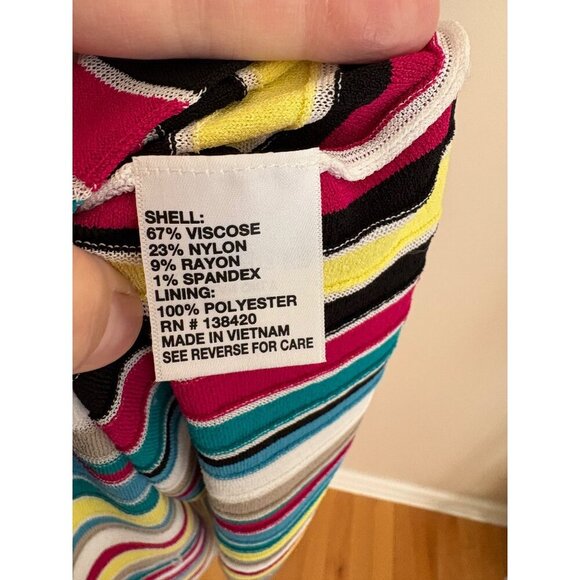 SHELL:
67% VISCOSE
23% NYLON
9% RAYON
1% SPANDEX
LINING:
100% POLYESTER
RN # 138420
MADE IN VIETNAM
SEE REVERSE FOR CARE